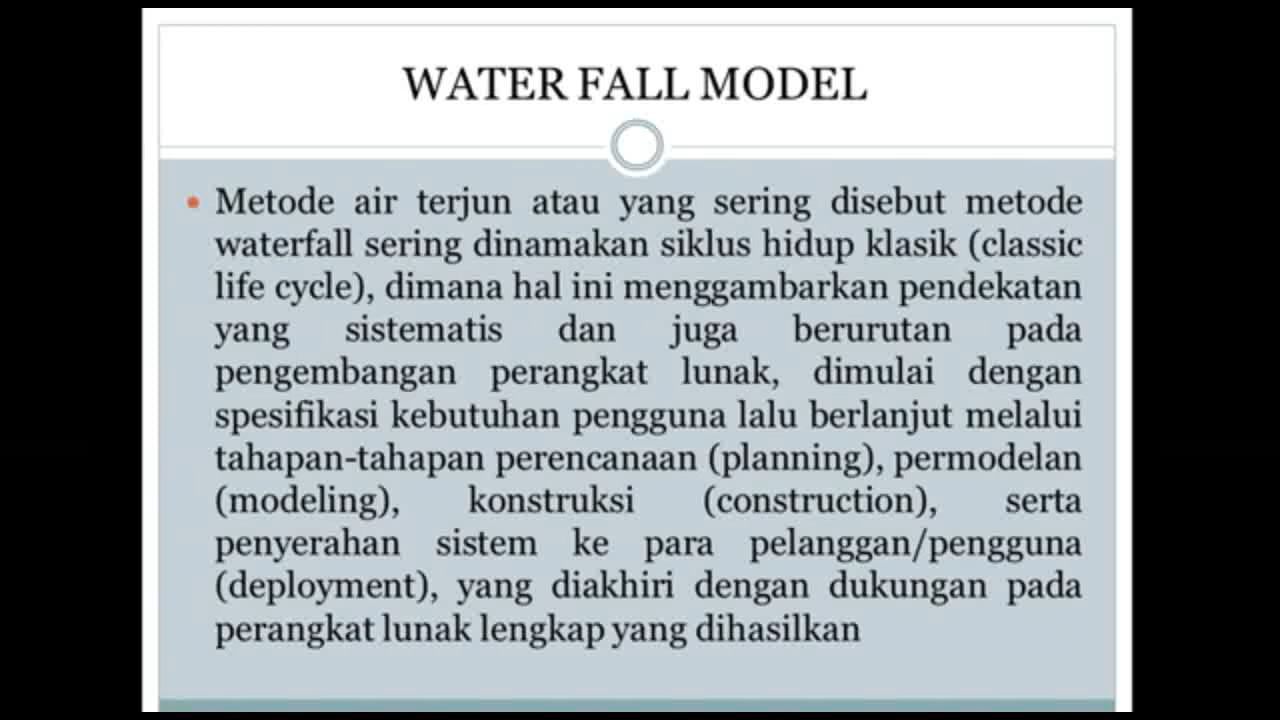 WATER FALL MODEL
• Metode air terjun atau yang sering disebut metode
waterfall sering dinamakan siklus hidup klasik (classic
life cycle), dimana hal ini menggambarkan pendekatan
yang sistematis dan juga berurutan pada
pengembangan perangkat lunak, dimulai dengan
spesifikasi kebutuhan pengguna lalu berlanjut melalui
tahapan-tahapan perencanaan (planning), permodelan
(modeling), konstruksi (construction), serta
penyerahan sistem ke para pelanggan/pengguna
(deployment), yang diakhiri dengan dukungan pada
perangkat lunak lengkap yang dihasilkan